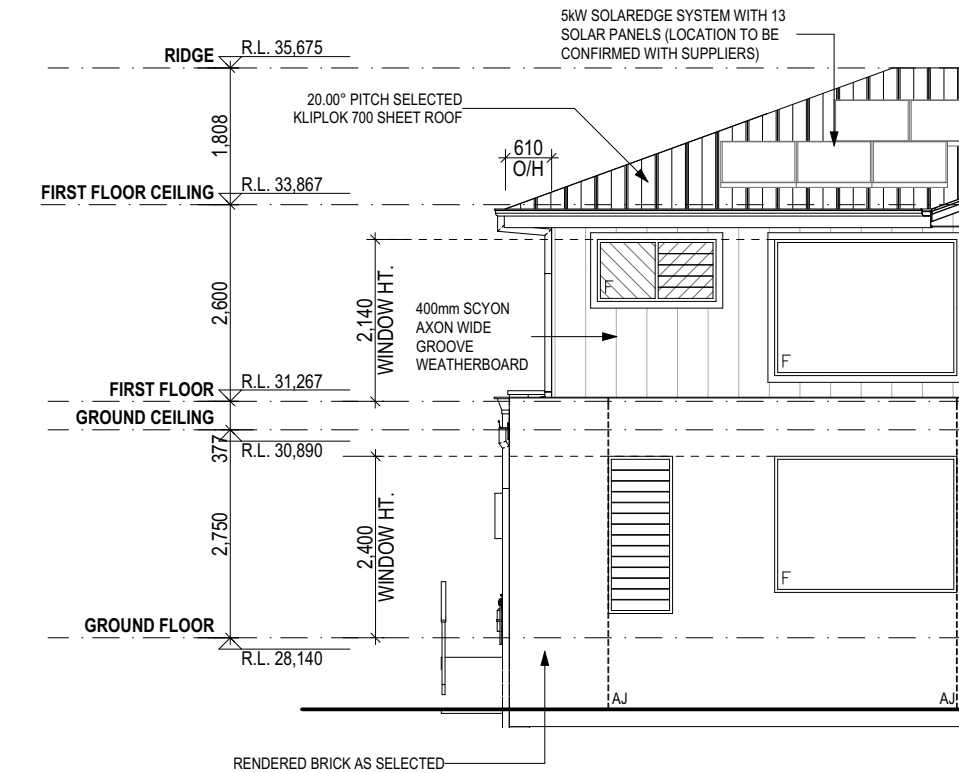 5kW SOLAREDGE SYSTEM WITH 13
SOLAR PANELS (LOCATION TO BE
CONFIRMED WITH SUPPLIERS)
RIDGE
R.L. 35,675
20.00° PITCH SELECTED
KLIPLOK 700 SHEET ROOF
1,808
610
O/H
FIRST FLOOR CEILING
R.L. 33,867
2,600
2,140
WINDOW HT.
F
400mm SCYON
AXON WIDE
GROOVE
WEATHERBOARD
F
FIRST FLOOR
R.L. 31,267
GROUND CEILING
377
R.L. 30,890
2,750
2,400
WINDOW HT.
F
GROUND FLOOR
R.L. 28,140
AJ
AJ
RENDERED BRICK AS SELECTED